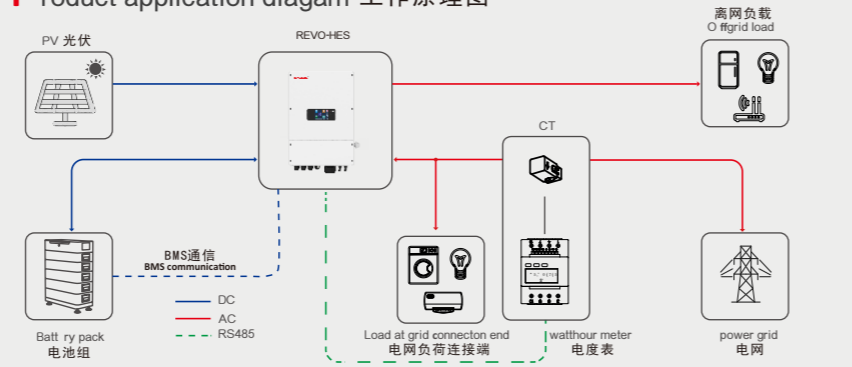 roduct application diagam 工作原理图
PV 光伏
REVO-HES
离网负载
O ffgrid load
CT
BMS通信
BMS communication
DC
AC
RS485
Batt ry pack
电池组
Load at grid connecton end
电网负荷连接端
watthour meter
电度表
power grid
电网